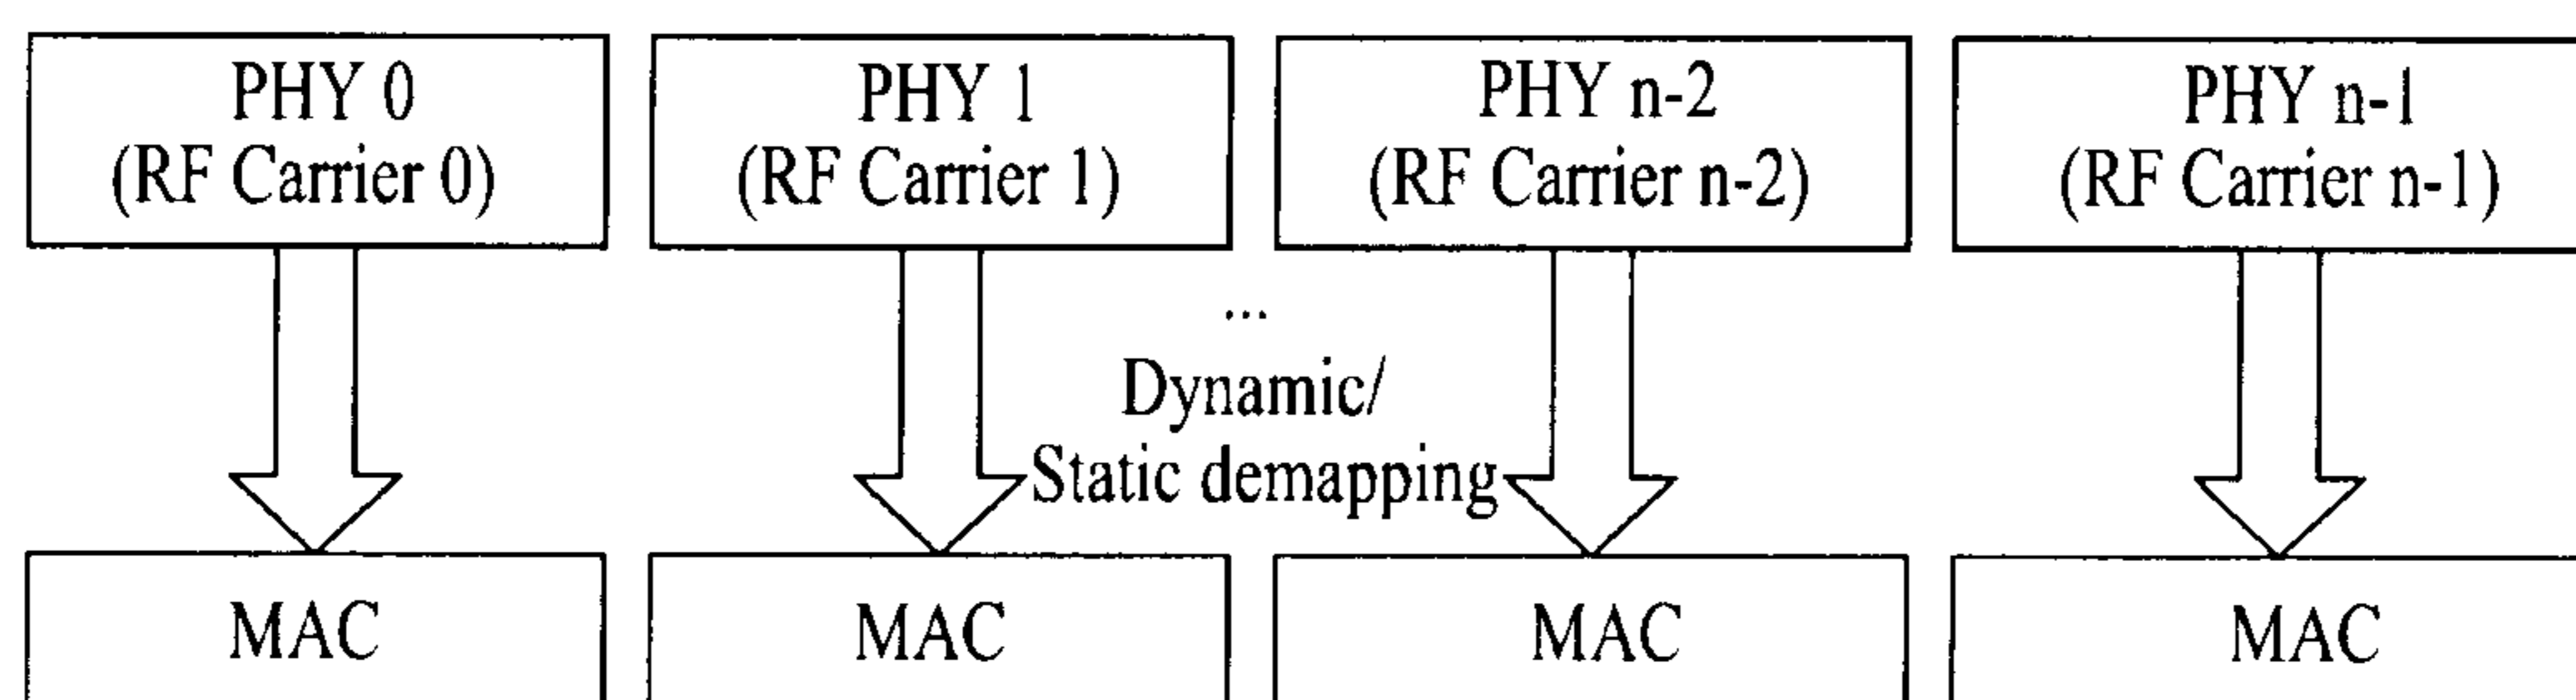 PHY 0
(RF Carrier 0)
PHY 1
(RF Carrier 1)
PHY n-2
(RF Carrier n-2)
PHY n-1
(RF Carrier n-1)
...
Dynamic/
Static demapping
MAC
MAC
MAC
MAC